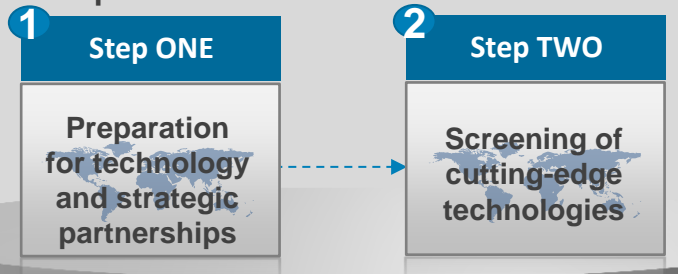 1
Step ONE
Preparation
for technology
and strategic
partnerships
2
Step TWO
Screening of
cutting-edge
technologies